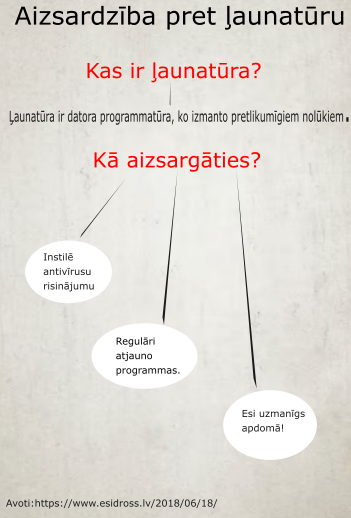 Aizsardzība pret ļaunatūru
Kas ir ļaunatūra?
Ļaunatūra ir datora programmatūra, ko izmanto pretlikumīgiem nolūkiem.
Kā aizsargāties?
Instilē
antivīrusu
risinājumu
Regulāri
atjauno
programmas.
Esi uzmanīgs
apdomā!
Avoti:https://www.esidross.lv/2018/06/18/